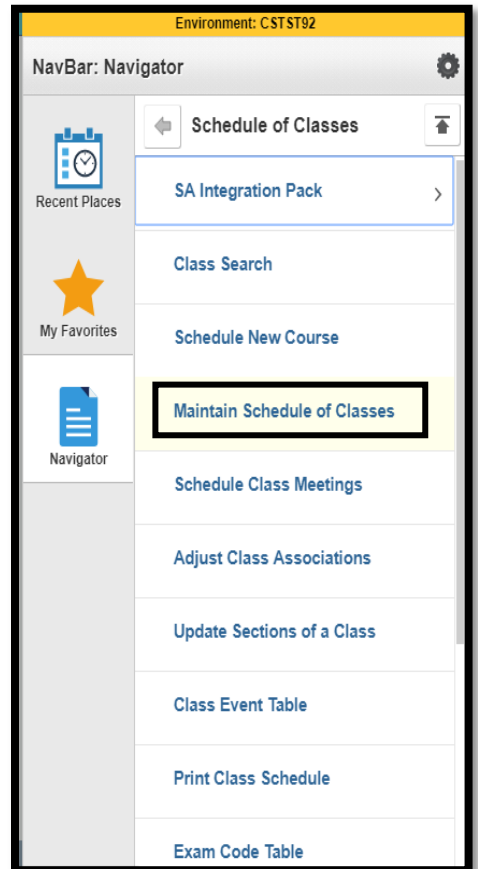 Environment: CSTST92
NavBar: Navigator
Schedule of Classes
Recent Places
SA Integration Pack
Class Search
My Favorites
Schedule New Course
Maintain Schedule of Classes
Navigator
Schedule Class Meetings
Adjust Class Associations
Update Sections of a Class
Class Event Table
Print Class Schedule
Exam Code Table